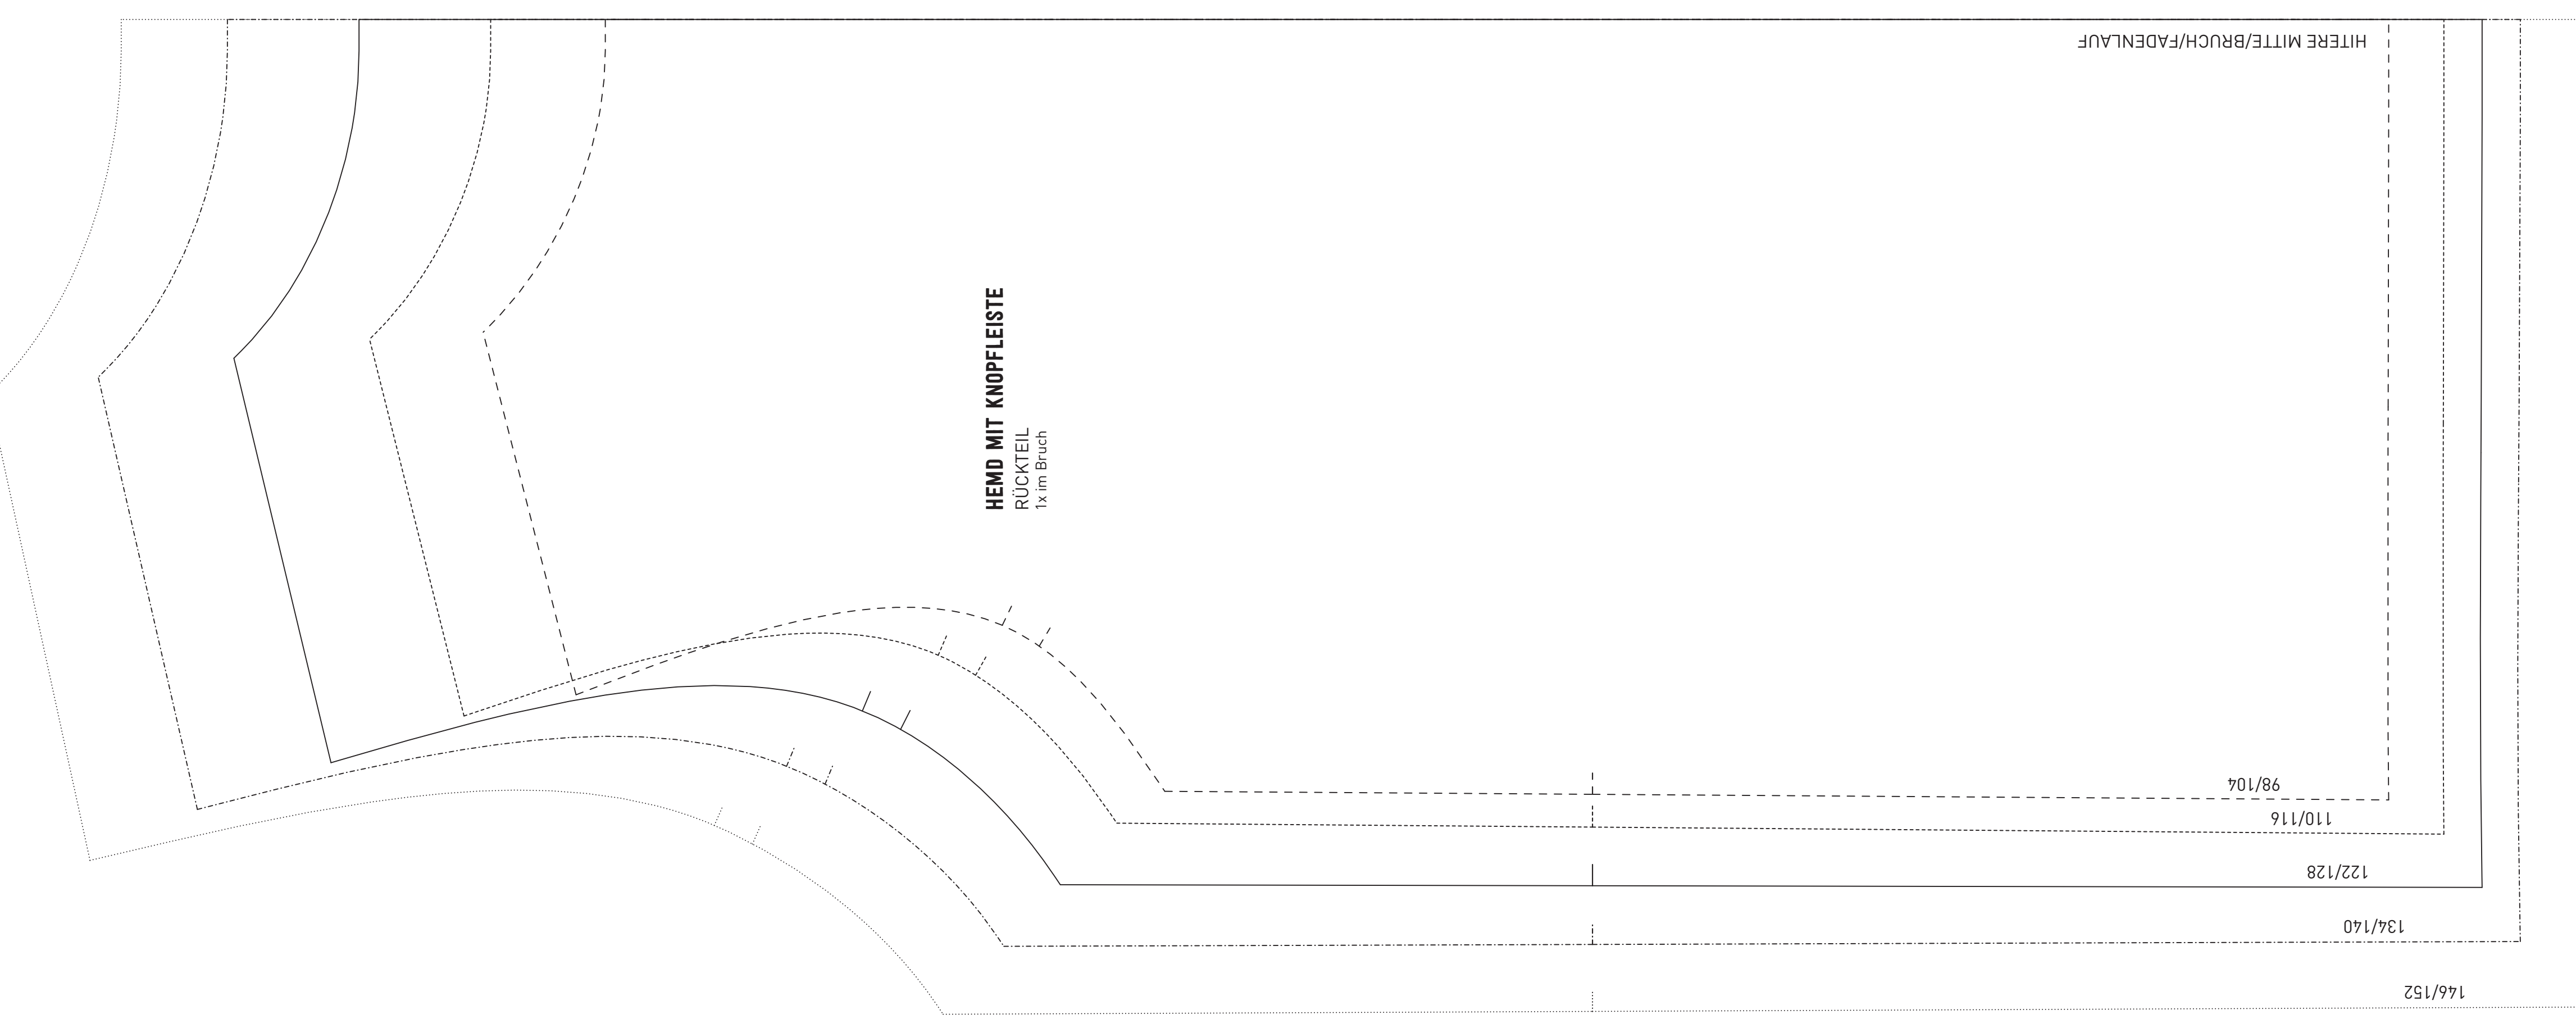 HITERE MITTE/BRUCH/FADENLAUF
HEMD MIT KNOPFLEISTE
RÜCKTEIL
1x im Bruch
98/104
110/116
122/128
134/140
146/152